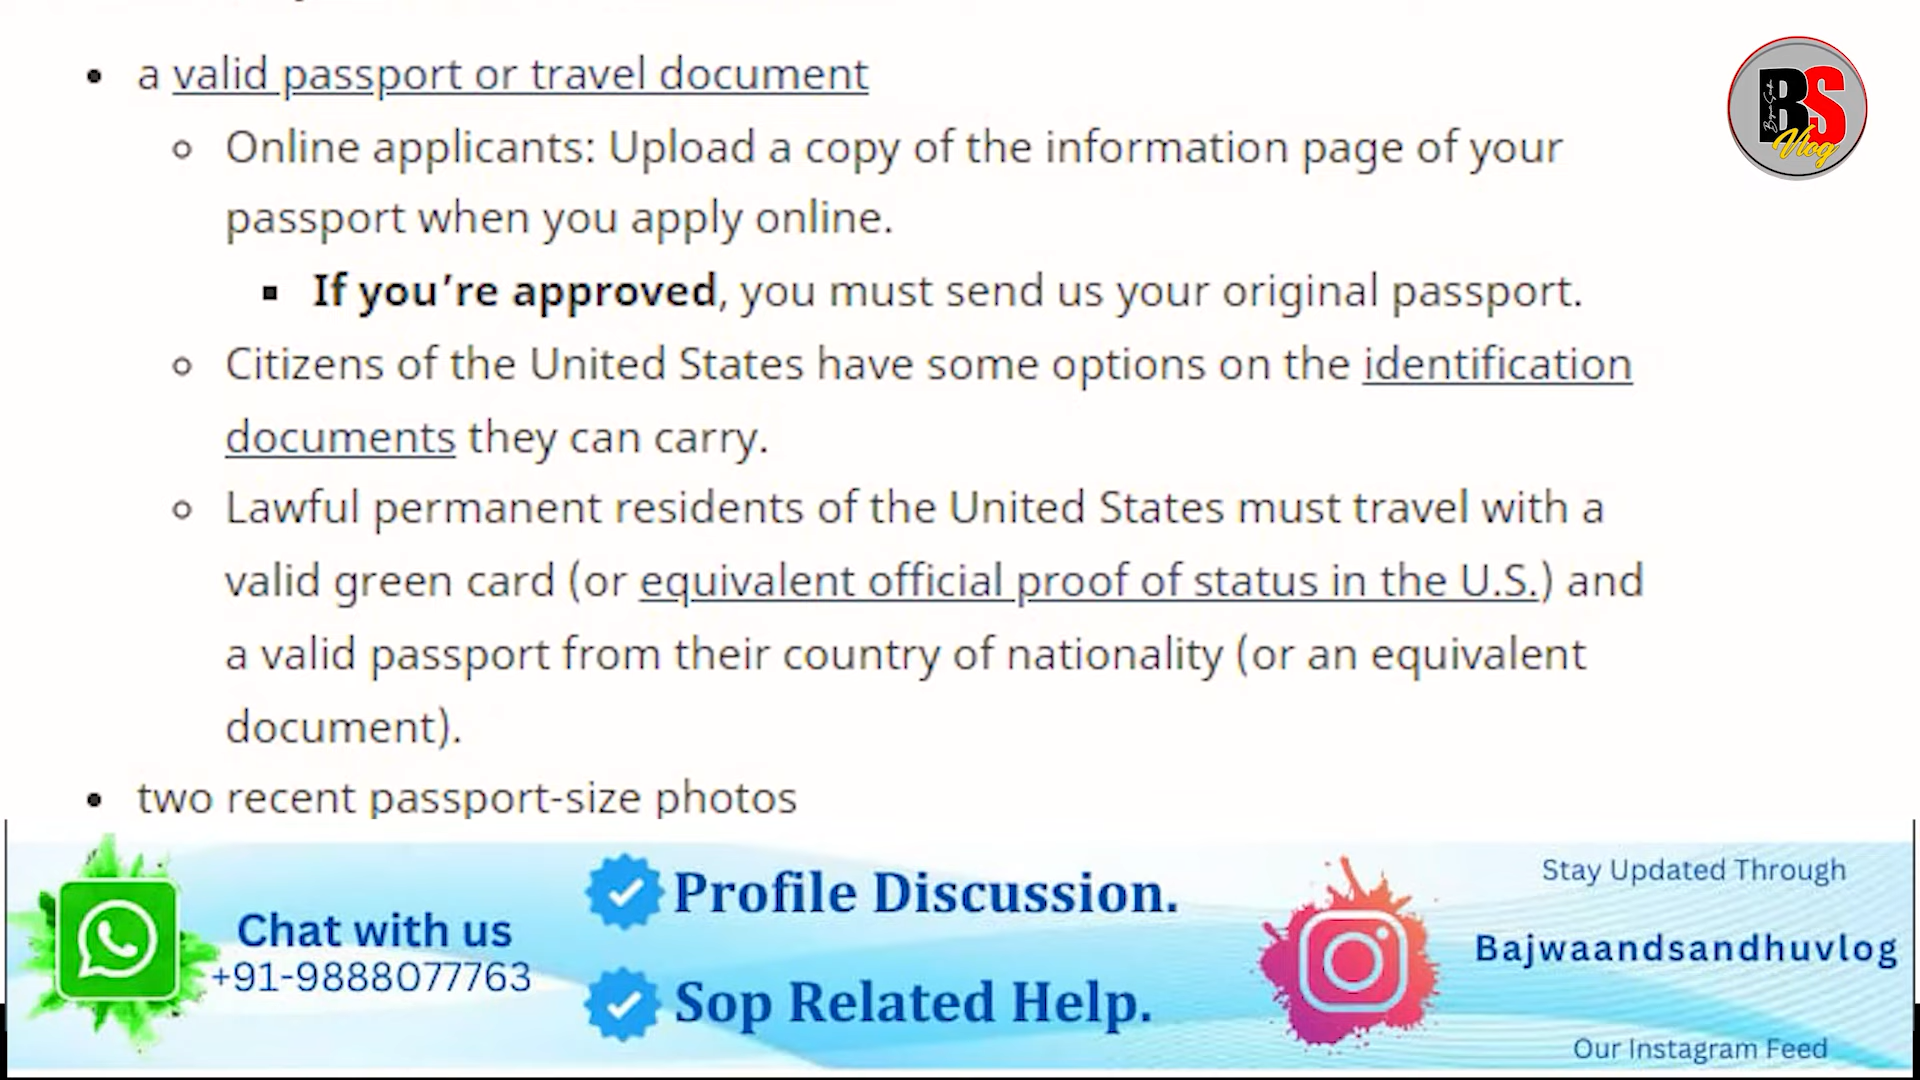 a valid passport or travel document
Online applicants: Upload a copy of the information page of your
passport when you apply online.
If you’re approved, you must send us your original passport.
Citizens of the United States have some options on the identification
documents they can carry.
Lawful permanent residents of the United States must travel with a
valid green card (or equivalent official proof of status in the U.S.) and
a valid passport from their country of nationality (or an equivalent
document).
two recent passport-size photos
BS
Vlog
Chat with us
+91-9888077763
Profile Discussion.
Sop Related Help.
Stay Updated Through
Bajwaandsandhuvlog
Our Instagram Feed